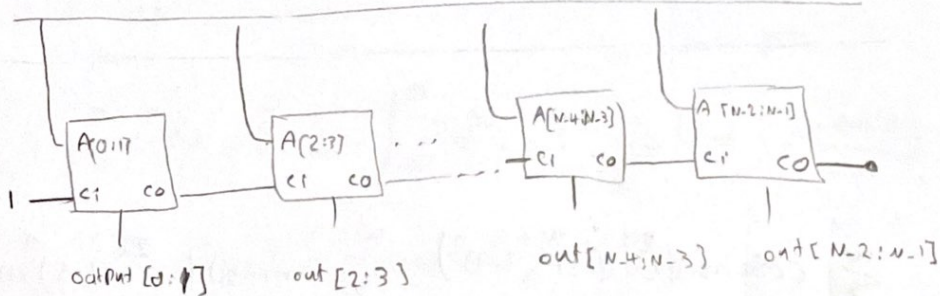 A[0:1]
Ci CO
1
output [0:1]
A[2:3]
Ci CO
out[2:3]
...
A[N-4:N-3]
Ci CO
out[N-4:N-3]
A [N-2:N-1]
Ci CO
out[N-2:N-1]